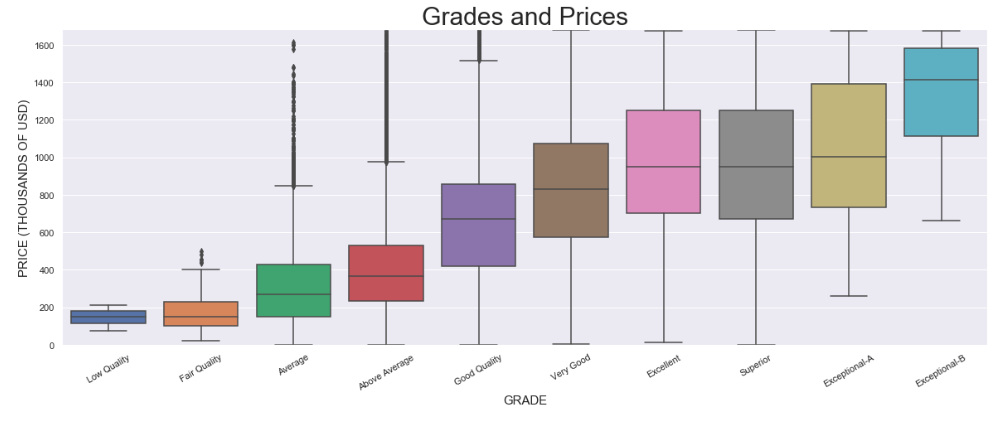 Grades and Prices
PRICE (THOUSANDS OF USD)
1600
1400
1200
1000
800
600
400
200
0
Low Quality
Fair Quality
Average
Above Average
Good Quality
Very Good
Excellent
Superior
Exceptional-A
Exceptional-B
GRADE